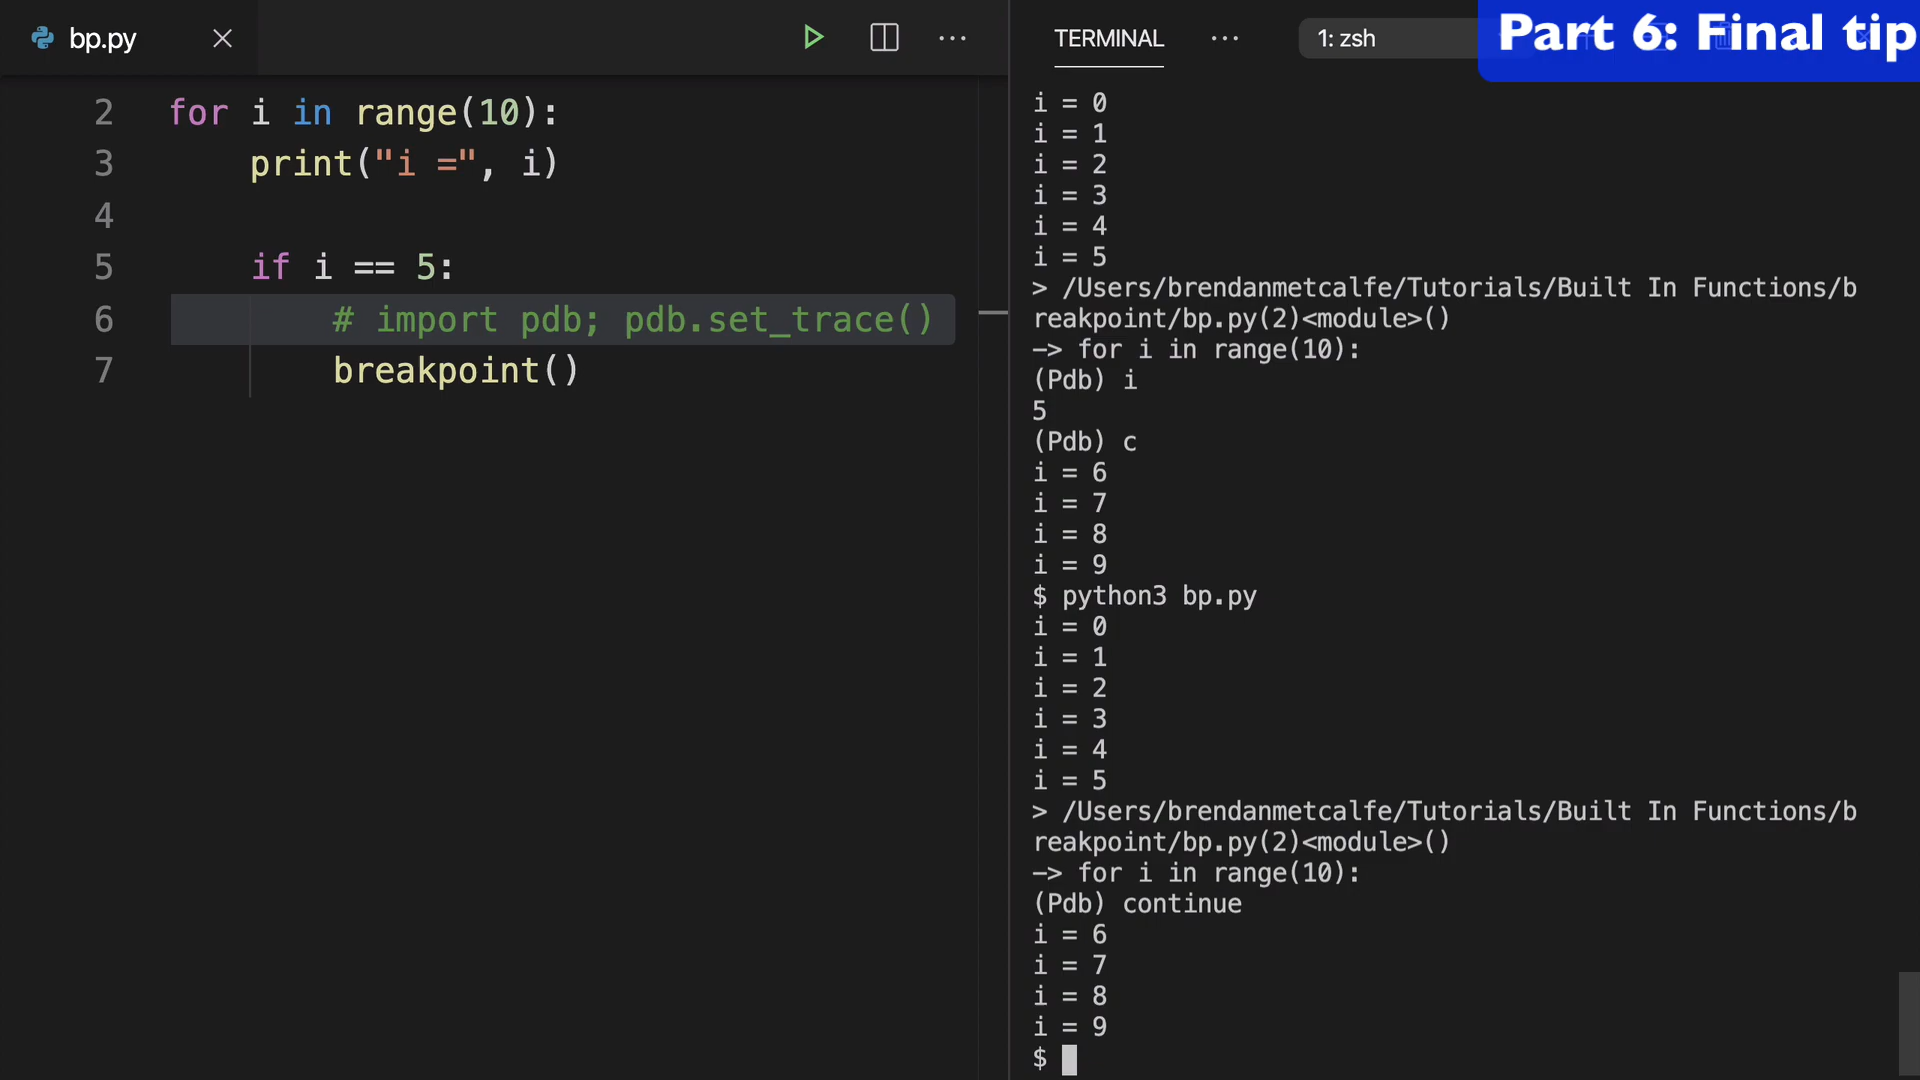 bp.py
2 for i in range(10):
3 print("i =", i)
4
5 if i == 5:
6 # import pdb; pdb.set_trace()
7 breakpoint()
TERMINAL
1: zsh
Part 6: Final tip
i = 0
i = 1
i = 2
i = 3
i = 4
i = 5
> /Users/brendanmetcalfe/Tutorials/Built In Functions/b
reakpoint/bp.py(2)<module>()
-> for i in range(10):
(Pdb) i
5
(Pdb) c
i = 6
i = 7
i = 8
i = 9
$ python3 bp.py
i = 0
i = 1
i = 2
i = 3
i = 4
i = 5
> /Users/brendanmetcalfe/Tutorials/Built In Functions/b
reakpoint/bp.py(2)<module>()
-> for i in range(10):
(Pdb) continue
i = 6
i = 7
i = 8
i = 9
$